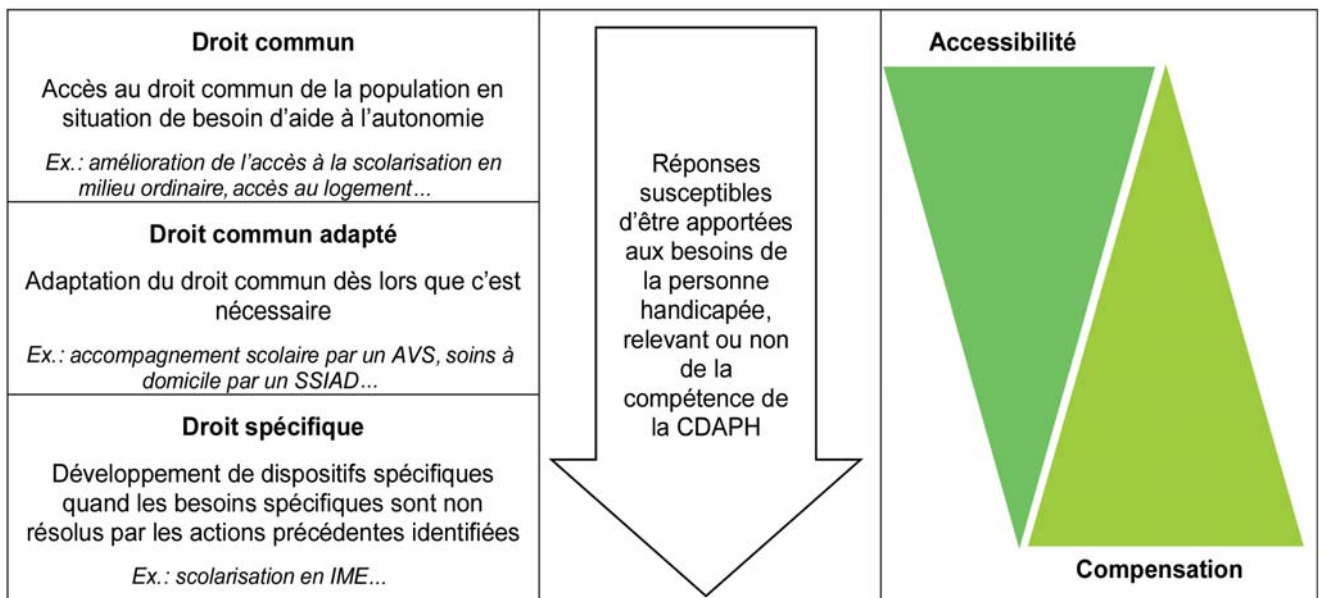 Droit commun
Accès au droit commun de la population en
situation de besoin d’aide à l’autonomie
Ex.: amélioration de l’accès à la scolarisation en
milieu ordinaire, accès au logement…
Droit commun adapté
Adaptation du droit commun dès lors que c’est
nécessaire
Ex.: accompagnement scolaire par un AVS, soins à
domicile par un SSIAD…
Droit spécifique
Développement de dispositifs spécifiques
quand les besoins spécifiques sont non
résolus par les actions précédentes identifiées
Ex.: scolarisation en IME…
Réponses
susceptibles
d’être apportées
aux besoins de
la personne
handicapée,
relevant ou non
de la
compétence de
la CDAPH
Accessibilité
Compensation